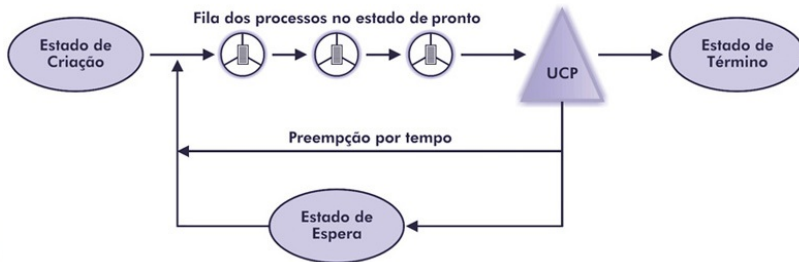 Fila dos processos no estado de pronto
Estado de
Criação
UCP
Estado de
Término
Preempção por tempo
Estado de
Espera